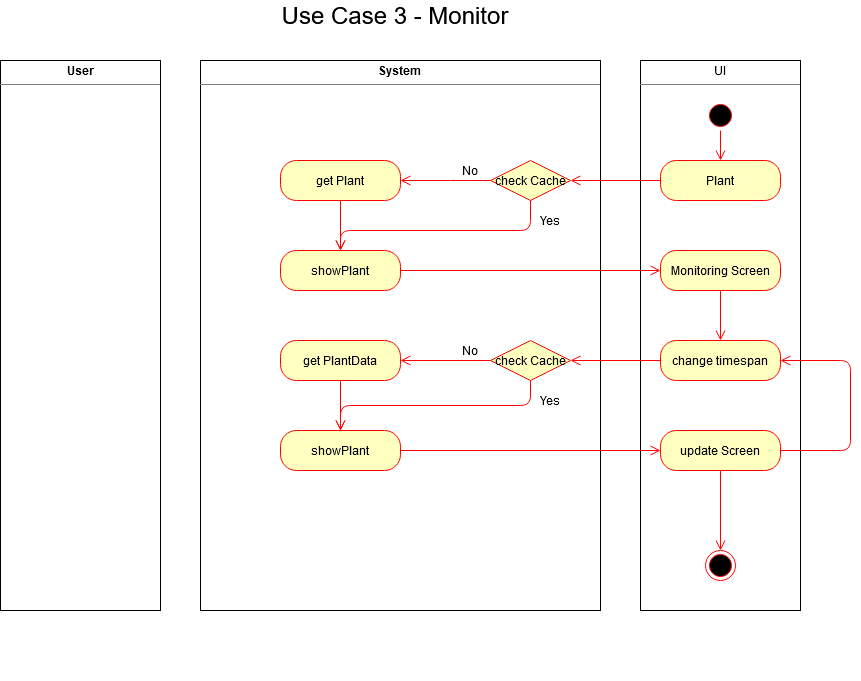 Use Case 3 - Monitor
User
System
UI
get Plant
No
check Cache
Plant
Yes
showPlant
Monitoring Screen
get PlantData
No
check Cache
change timespan
Yes
showPlant
update Screen